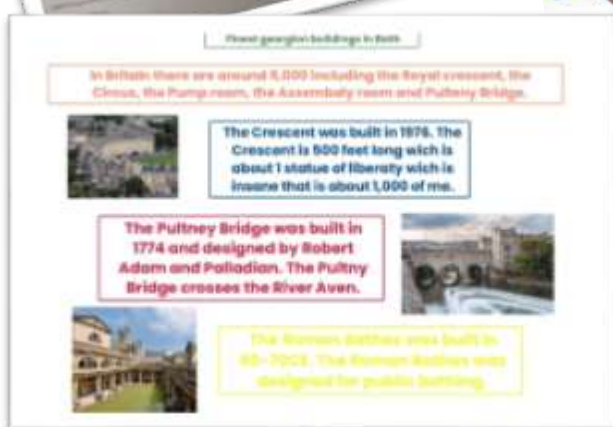 Finest georgian buildings in Bath
In Britain there are around 5,000 including the Royal crescent, the
Circus, the Pump room, the Assembaly room and Pulteny Bridge.
The Crescent was built in 1976. The
Crescent is 500 feet long wich is
about 1 statue of liberaty wich is
insane that is about 1,000 of me.
The Pultney Bridge was built in
1774 and designed by Robert
Adam and Palladian. The Pultny
Bridge crosses the River Aven.
The Roman Bathes was built in
The Roman Bathes was
designed for public bathing.